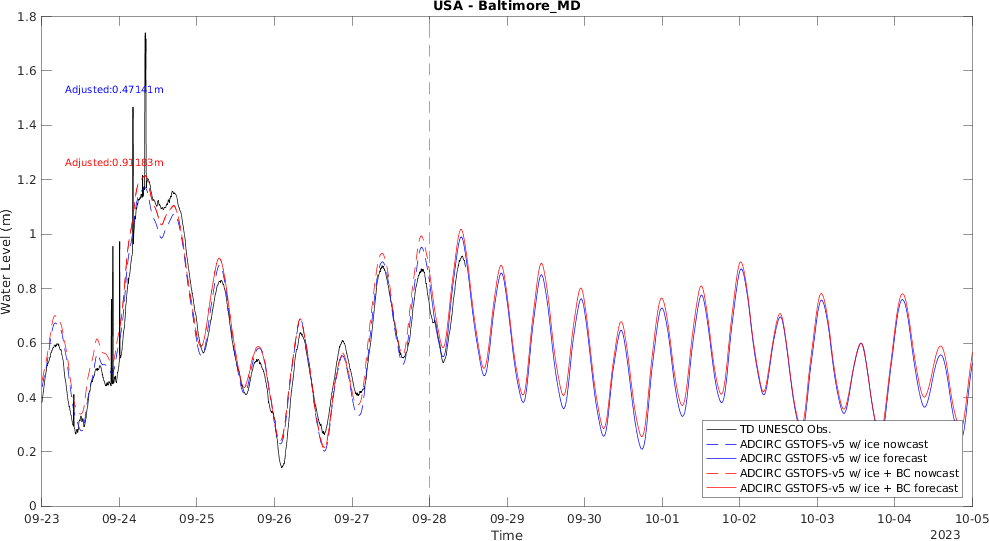 USA - Baltimore_MD
1.8
1.6
1.4
1.2
1
0.8
0.6
0.4
0.2
0
Water Level (m)
Adjusted:0.47141m
Adjusted:0.91183m
TD UNESCO Obs.
ADCIRC GSTOFS-v5 w/ ice nowcast
ADCIRC GSTOFS-v5 w/ ice forecast
ADCIRC GSTOFS-v5 w/ ice + BC nowcast
ADCIRC GSTOFS-v5 w/ ice + BC forecast
09-23 09-24 09-25 09-26 09-27 09-28 09-29 09-30 10-01 10-02 10-03 10-04 10-05
Time
2023